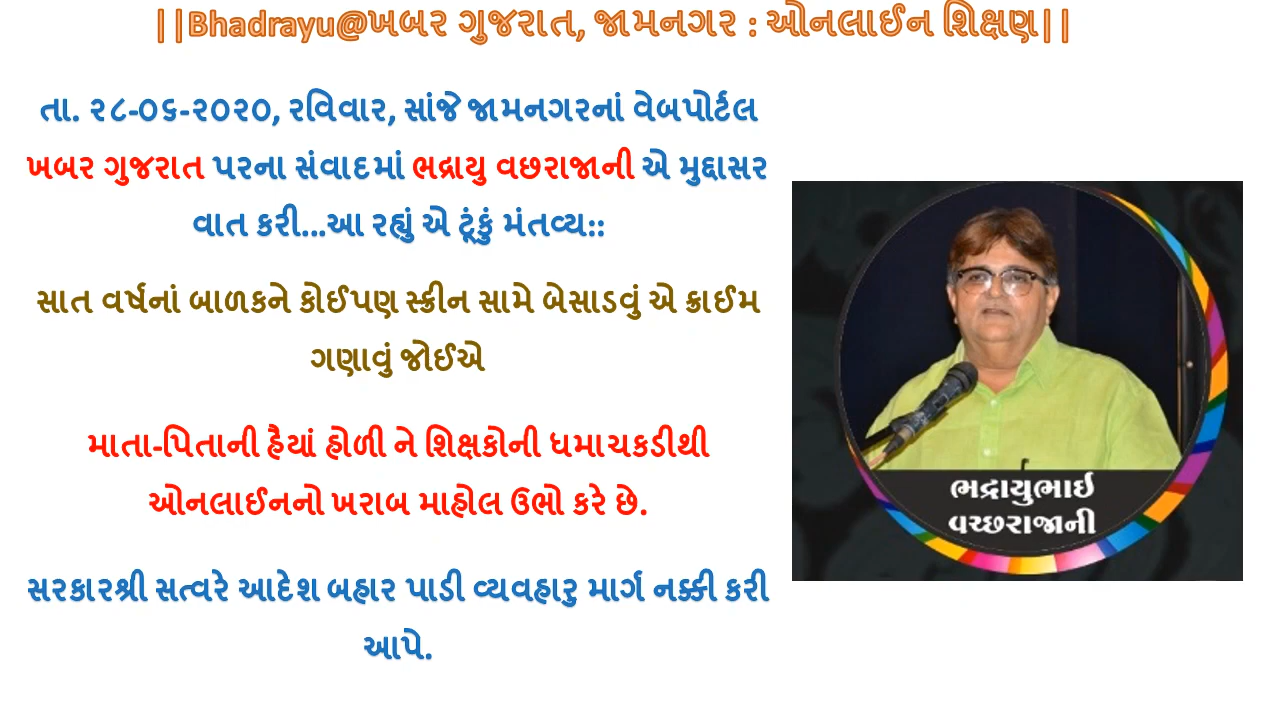 ||Bhadrayu@ખબર ગુજરાત, જામનગર : ઓનલાઈન શિક્ષણ||
તા. ૨૮-૦૬-૨૦૨૦, રવિવાર, સાંજે જામનગરનાં વેબપોર્ટલ
ખબર ગુજરાત પરના સંવાદમાં ભદ્રાયુ વછરાજાની એ મુદ્દાસર
વાત કરી...આ રહ્યું એ ટૂંકું મંતવ્ય::
સાત વર્ષનાં બાળકને કોઈપણ સ્ક્રીન સામે બેસાડવું એ ક્રાઈમ
ગણાવું જોઈએ
માતા-પિતાની હૈયાં હોળી ને શિક્ષકોની ધમાચકડીથી
ઓનલાઈનનો ખરાબ માહોલ ઉભો કરે છે.
સરકારશ્રી સત્વરે આદેશ બહાર પાડી વ્યવહારુ માર્ગ નક્કી કરી
આપે.
ભદ્રાયુભાઈ
વચ્છરાજાની